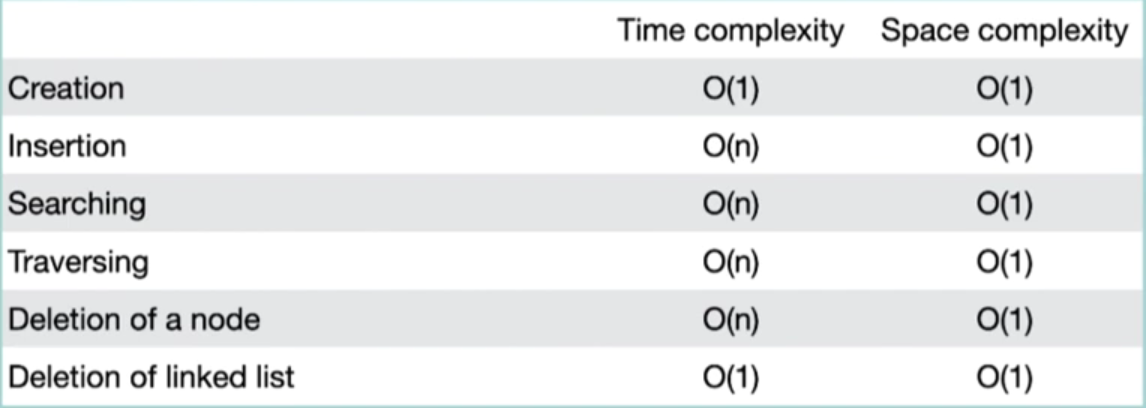 Time complexity Space complexity
Creation O(1) O(1)
Insertion O(n) O(1)
Searching O(n) O(1)
Traversing O(n) O(1)
Deletion of a node O(n) O(1)
Deletion of linked list O(1) O(1)